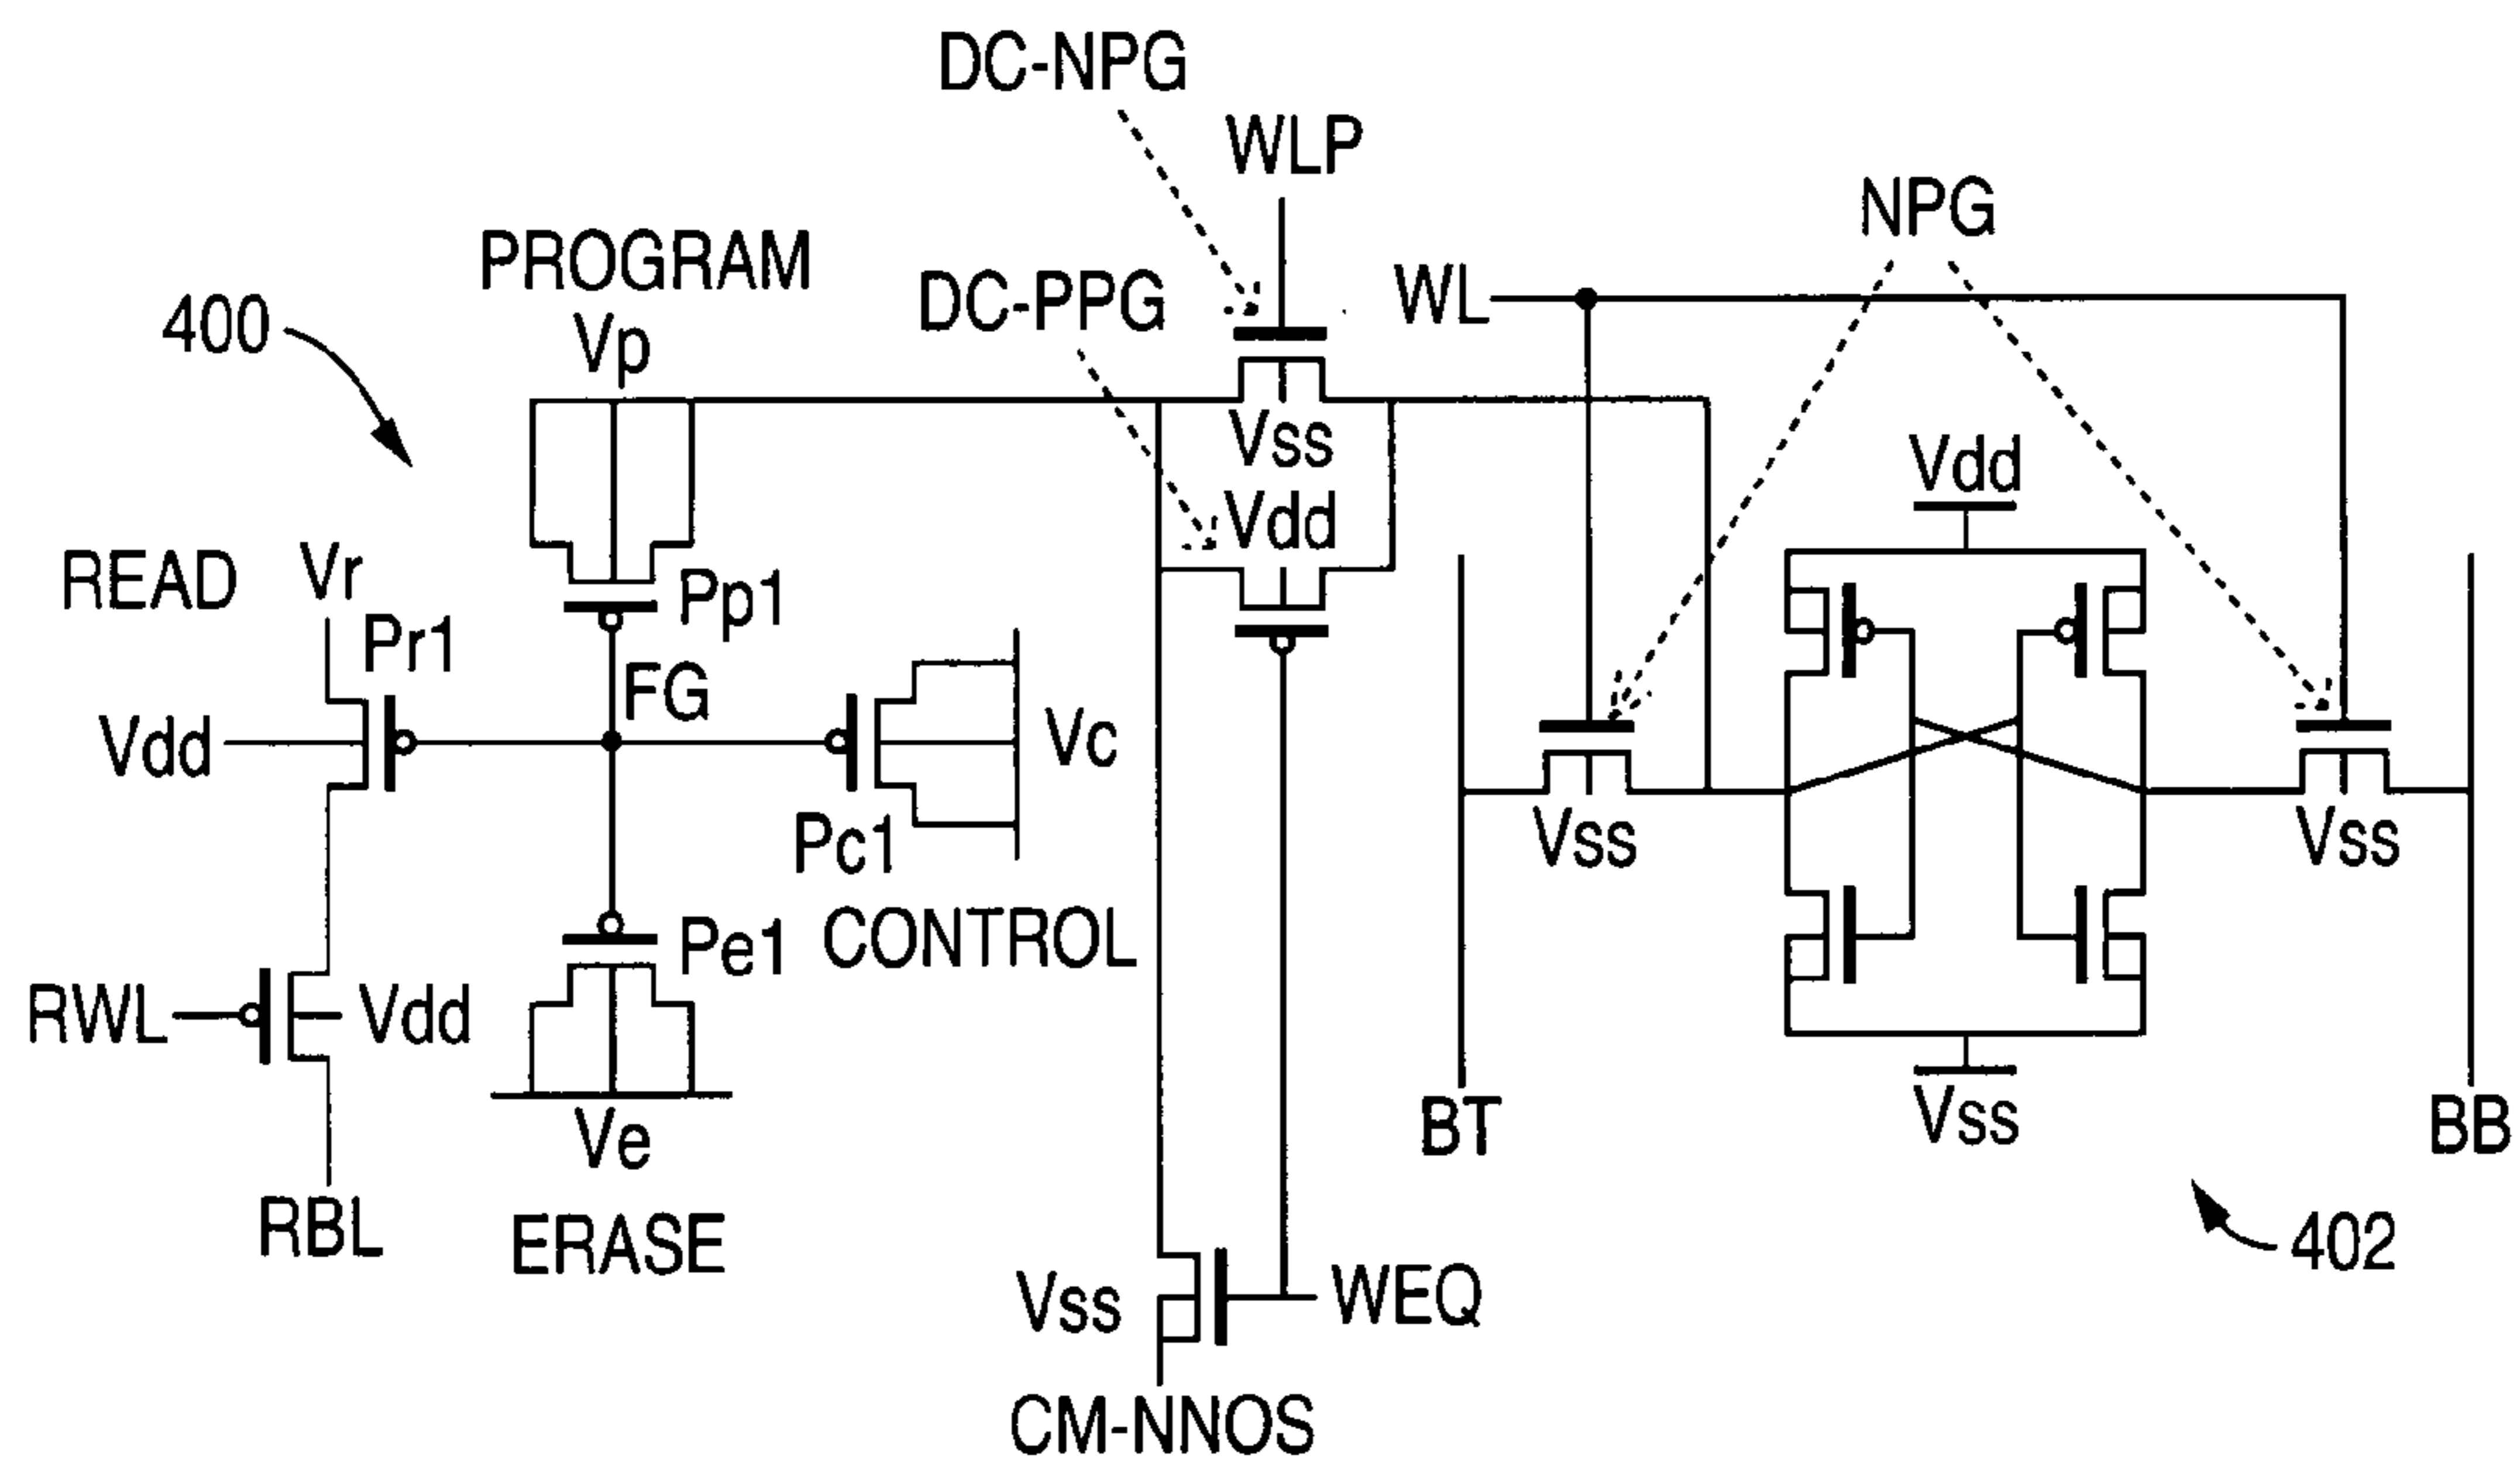 DC-NPG
WLP
NPG
PROGRAM
DC-PPG
WL
400
Vp
Vss
Vdd
Vdd
READ
Vr
Pp1
Pr1
FG
Vdd
Vc
Pc1
Vss
Vss
CONTROL
Pe1
RWL
Vdd
Ve
BT
Vss
BB
RBL
ERASE
402
Vss
WEQ
CM-NNOS